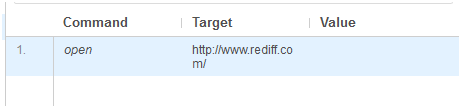 Command Target Value
1. open http://www.rediff.co
m/